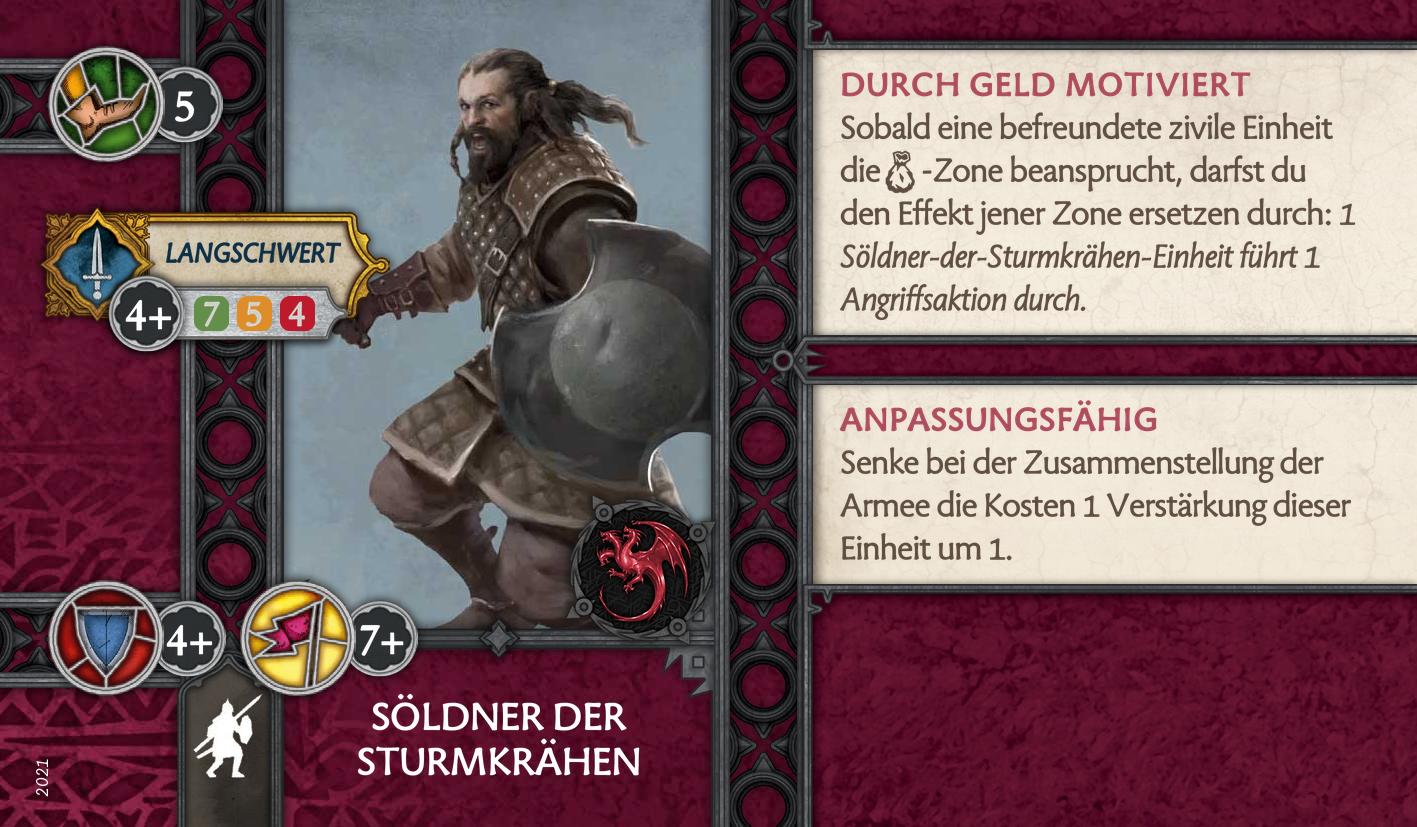 5
LANGSCHWERT
4+ 7 5 4
4+ 7+
SÖLDNER DER
STURMKRÄHEN
2021
DURCH GELD MOTIVIERT
Sobald eine befreundete zivile Einheit
die -Zone beansprucht, darfst du
den Effekt jener Zone ersetzen durch: 1
Söldner-der-Sturmkrähen-Einheit führt 1
Angriffsaktion durch.
ANPASSUNGSFÄHIG
Senke bei der Zusammenstellung der
Armee die Kosten 1 Verstärkung dieser
Einheit um 1.